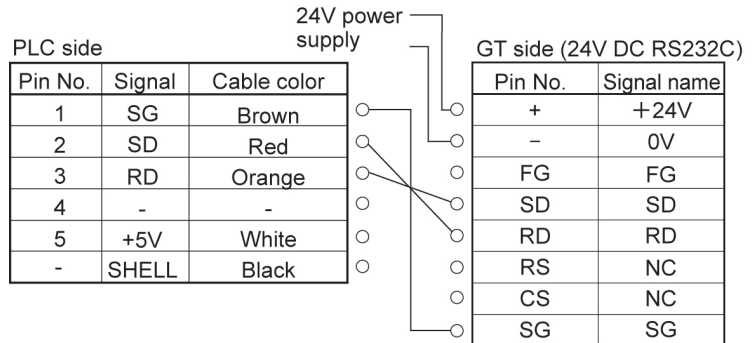 24V power
supply
PLC side
Pin No. Signal Cable color
1 SG Brown
2 SD Red
3 RD Orange
4 - -
5 +5V White
- SHELL Black
GT side (24V DC RS232C)
Pin No. Signal name
+ +24V
− 0V
FG FG
SD SD
RD RD
RS NC
CS NC
SG SG